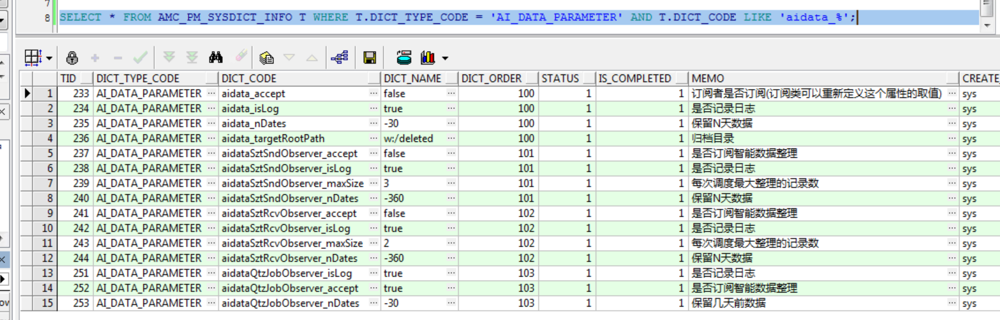 7
8 SELECT * FROM AMC_PM_SYSDICT_INFO T WHERE T.DICT_TYPE_CODE = 'AI_DATA_PARAMETER' AND T.DICT_CODE LIKE 'aidata_%';
TID DICT_TYPE_CODE DICT_CODE DICT_NAME DICT_ORDER STATUS IS_COMPLETED MEMO CREATE_
1 233 AI_DATA_PARAMETER aidata_accept false 100 1 1 订阅者是否订阅(订阅类可以重新定义这个属性的取值) sys
2 234 AI_DATA_PARAMETER aidata_isLog true 100 1 1 是否记录日志 sys
3 235 AI_DATA_PARAMETER aidata_nDates -30 100 1 1 保留N天数据 sys
4 236 AI_DATA_PARAMETER aidata_targetRootPath w:/deleted 100 1 1 归档目录 sys
5 237 AI_DATA_PARAMETER aidataSztSndObserver_accept false 101 1 1 是否订阅智能数据整理 sys
6 238 AI_DATA_PARAMETER aidataSztSndObserver_isLog true 101 1 1 是否记录日志 sys
7 239 AI_DATA_PARAMETER aidataSztSndObserver_maxSize 3 101 1 1 每次调度最大整理的记录数 sys
8 240 AI_DATA_PARAMETER aidataSztSndObserver_nDates -360 101 1 1 保留N天数据 sys
9 241 AI_DATA_PARAMETER aidataSztRcvObserver_accept false 102 1 1 是否订阅智能数据整理 sys
10 242 AI_DATA_PARAMETER aidataSztRcvObserver_isLog true 102 1 1 是否记录日志 sys
11 243 AI_DATA_PARAMETER aidataSztRcvObserver_maxSize 2 102 1 1 每次调度最大整理的记录数 sys
12 244 AI_DATA_PARAMETER aidataSztRcvObserver_nDates -360 102 1 1 保留N天数据 sys
13 251 AI_DATA_PARAMETER aidataQtzJobObserver_isLog true 103 1 1 是否记录日志 sys
14 252 AI_DATA_PARAMETER aidataQtzJobObserver_accept true 103 1 1 是否订阅智能数据整理 sys
15 253 AI_DATA_PARAMETER aidataQtzJobObserver_nDates -30 103 1 1 保留几天前数据 sys